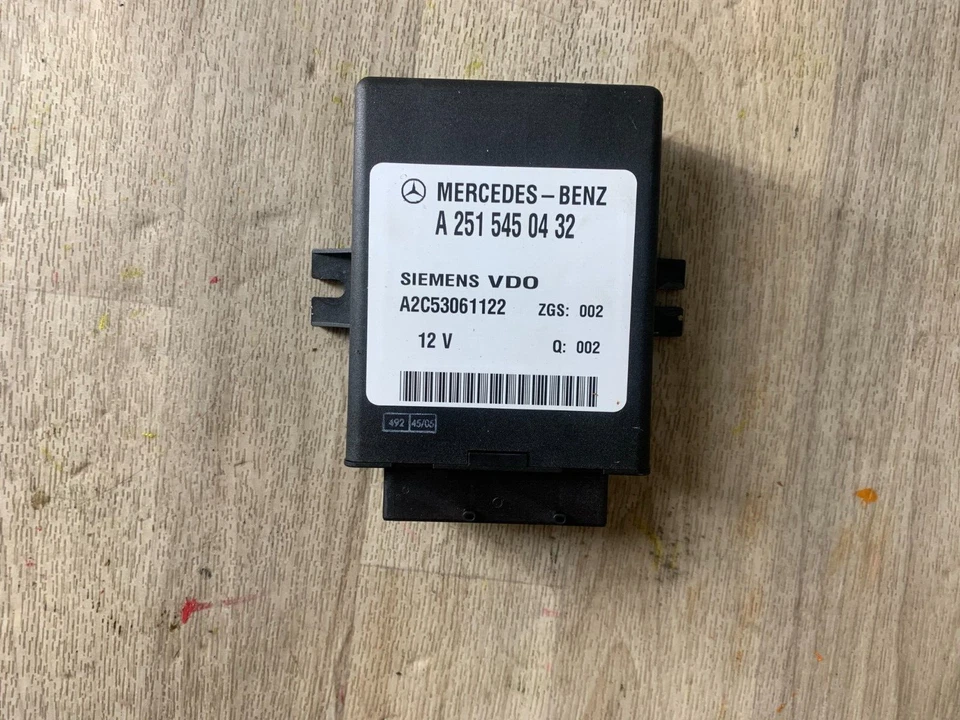 MERCEDES-BENZ
A 251 545 04 32
SIEMENS VDO
A2C53061122 ZGS: 002
12 V Q: 002
492 45/05